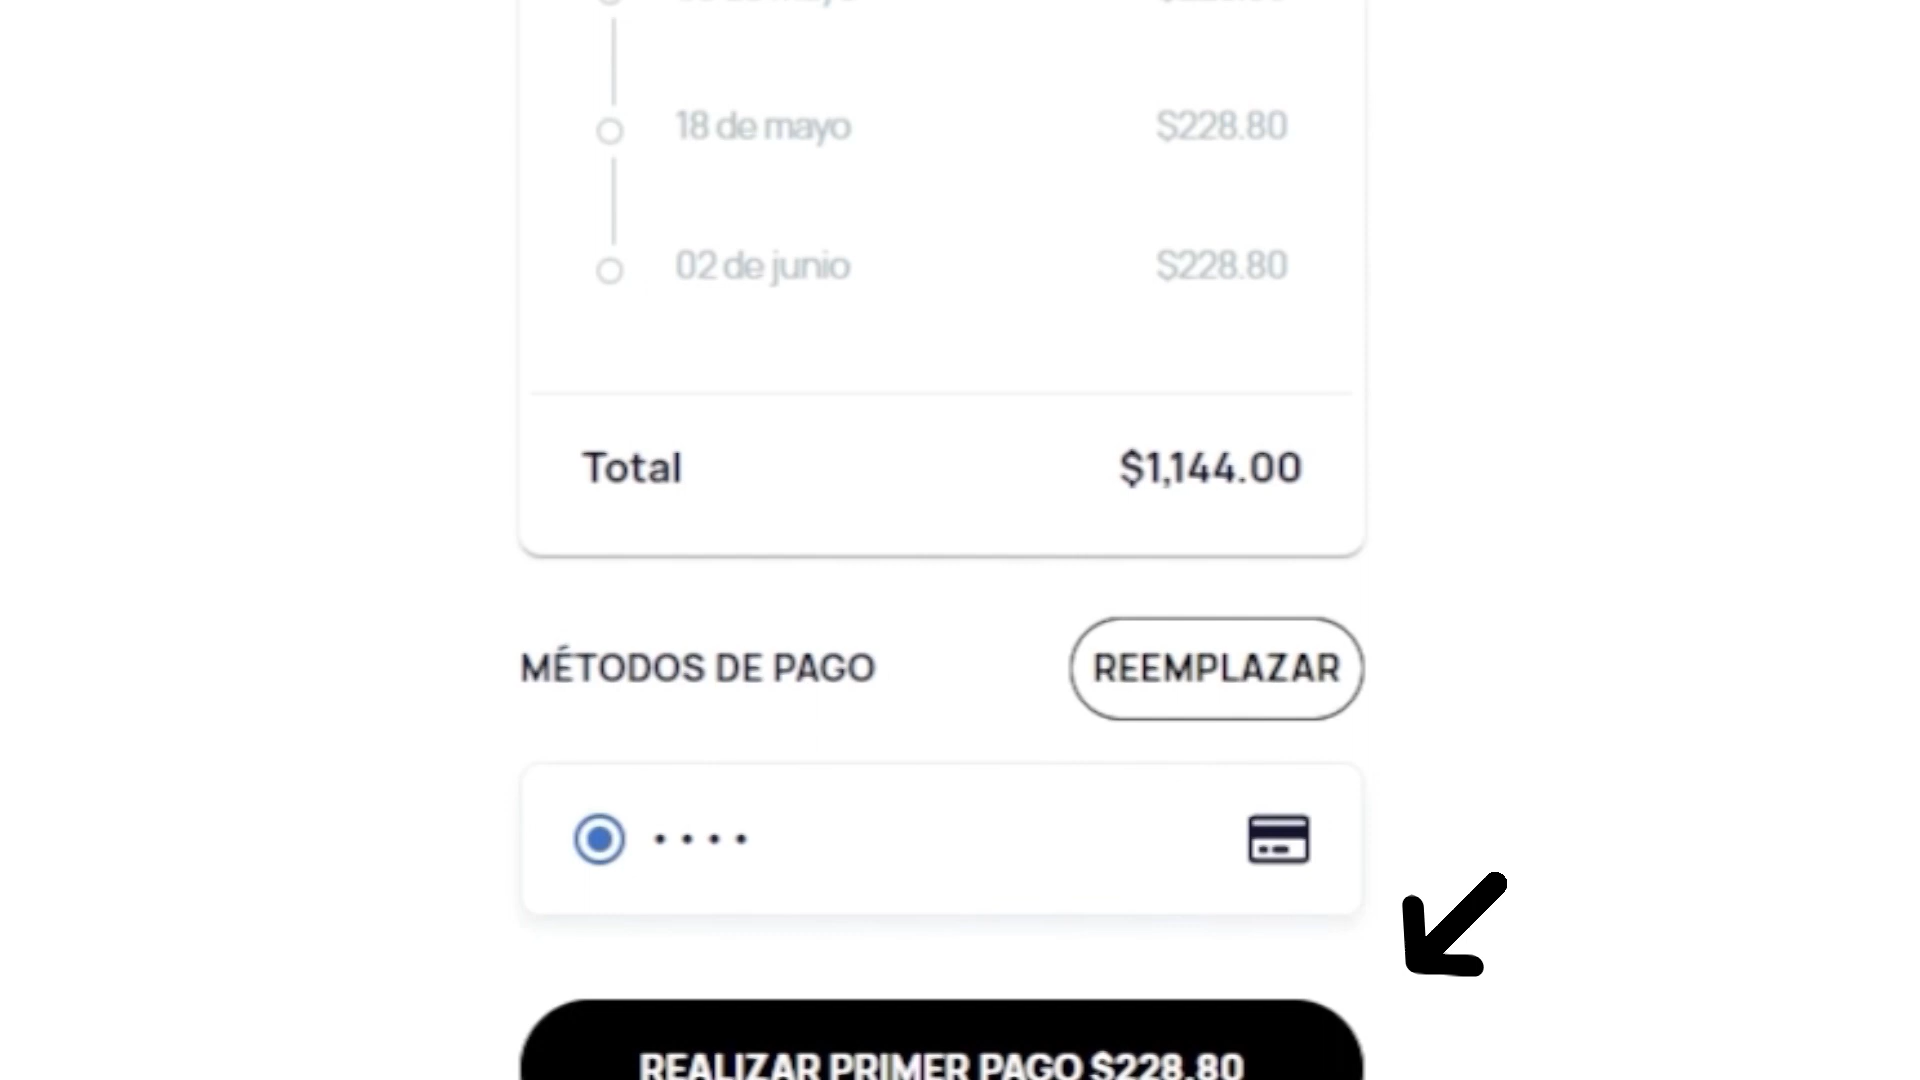 18 de mayo $228.80
02 de junio $228.80
Total $1,144.00
MÉTODOS DE PAGO REEMPLAZAR
REALIZAR PRIMER PAGO $228.80